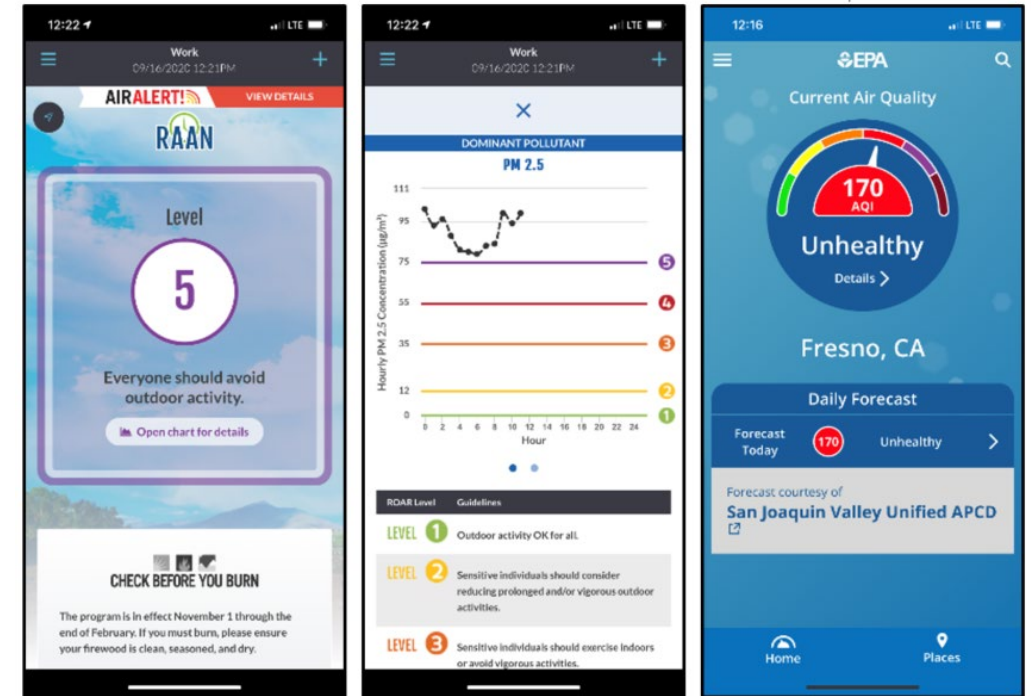 12:22
LTE
Work
09/16/2020 12:21PM
AIRALERT!
VIEW DETAILS
RAAN
Level
5
Everyone should avoid
outdoor activity.
Open chart for details
CHECK BEFORE YOU BURN
The program is in effect November 1 through the
end of February. If you must burn, please ensure
your firewood is clean, seasoned, and dry.
12:22
LTE
Work
09/16/2020 12:21PM
DOMINANT POLLUTANT
PM 2.5
Hourly PM 2.5 Concentration (µg/m³)
111
95
75
5
55
4
35
3
12
2
0
1
0 2 4 6 8 10 12 14 16 18 20 22 24
Hour
ROAR Level Guidelines
LEVEL 1 Outdoor activity OK for all.
LEVEL 2 Sensitive individuals should consider
reducing prolonged and/or vigorous outdoor
activities.
LEVEL 3 Sensitive individuals should exercise Indoors
or avoid vigorous activities.
12:16
LTE
EPA
Current Air Quality
170
AQI
Unhealthy
Details >
Fresno, CA
Daily Forecast
Forecast
Today
170
Unhealthy
Forecast courtesy of
San Joaquin Valley Unified APCD
Home
Places